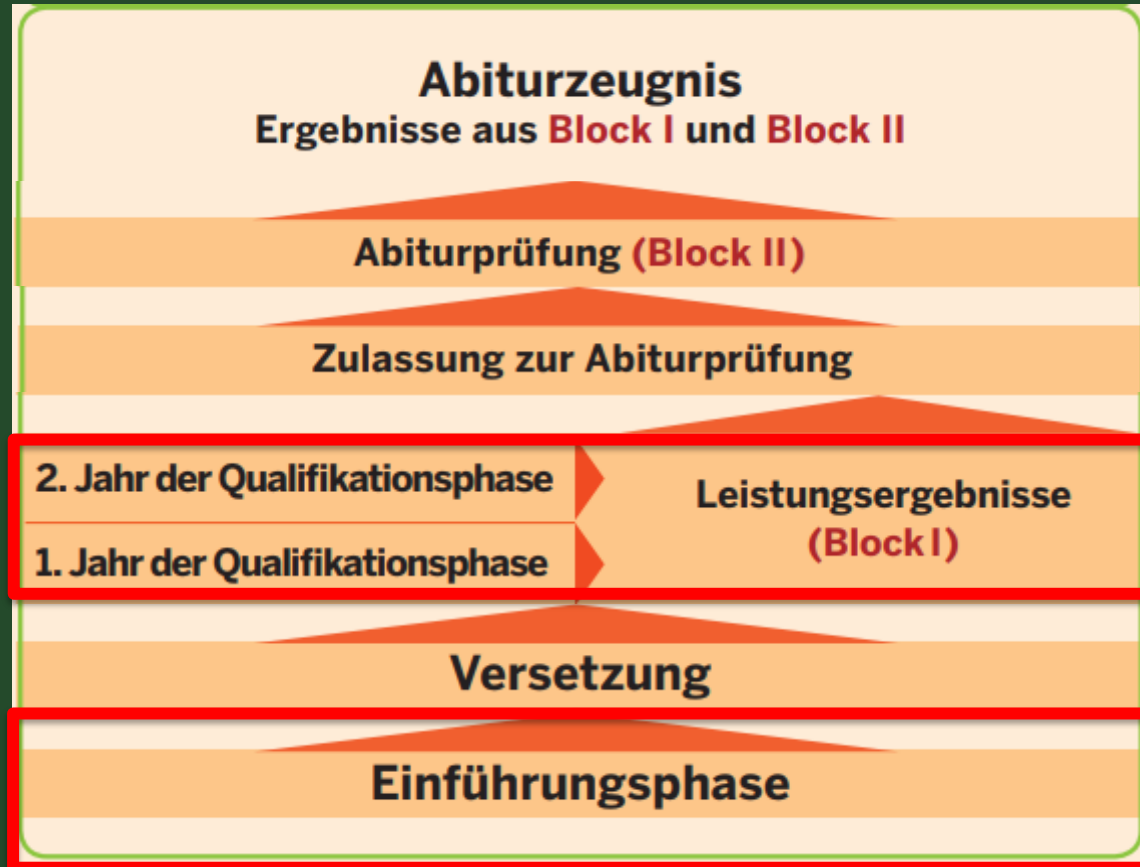 Abiturzeugnis
Ergebnisse aus Block I und Block II
Abiturprüfung (Block II)
Zulassung zur Abiturprüfung
2. Jahr der Qualifikationsphase
1. Jahr der Qualifikationsphase
Leistungsergebnisse
(Block I)
Versetzung
Einführungsphase